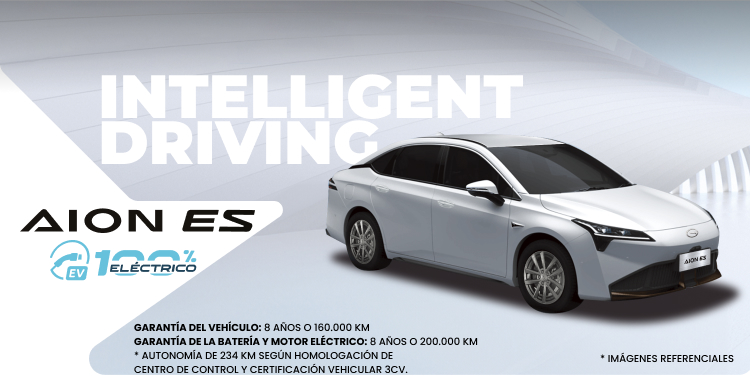 INTELLIGENT
DRIVING
AION ES
EV 100% ELÉCTRICO
AION ES
GARANTÍA DEL VEHÍCULO: 8 AÑOS O 160.000 KM
GARANTÍA DE LA BATERÍA Y MOTOR ELÉCTRICO: 8 AÑOS O 200.000 KM
* AUTONOMÍA DE 234 KM SEGÚN HOMOLOGACIÓN DE
CENTRO DE CONTROL Y CERTIFICACIÓN VEHICULAR 3CV.
* IMÁGENES REFERENCIALES